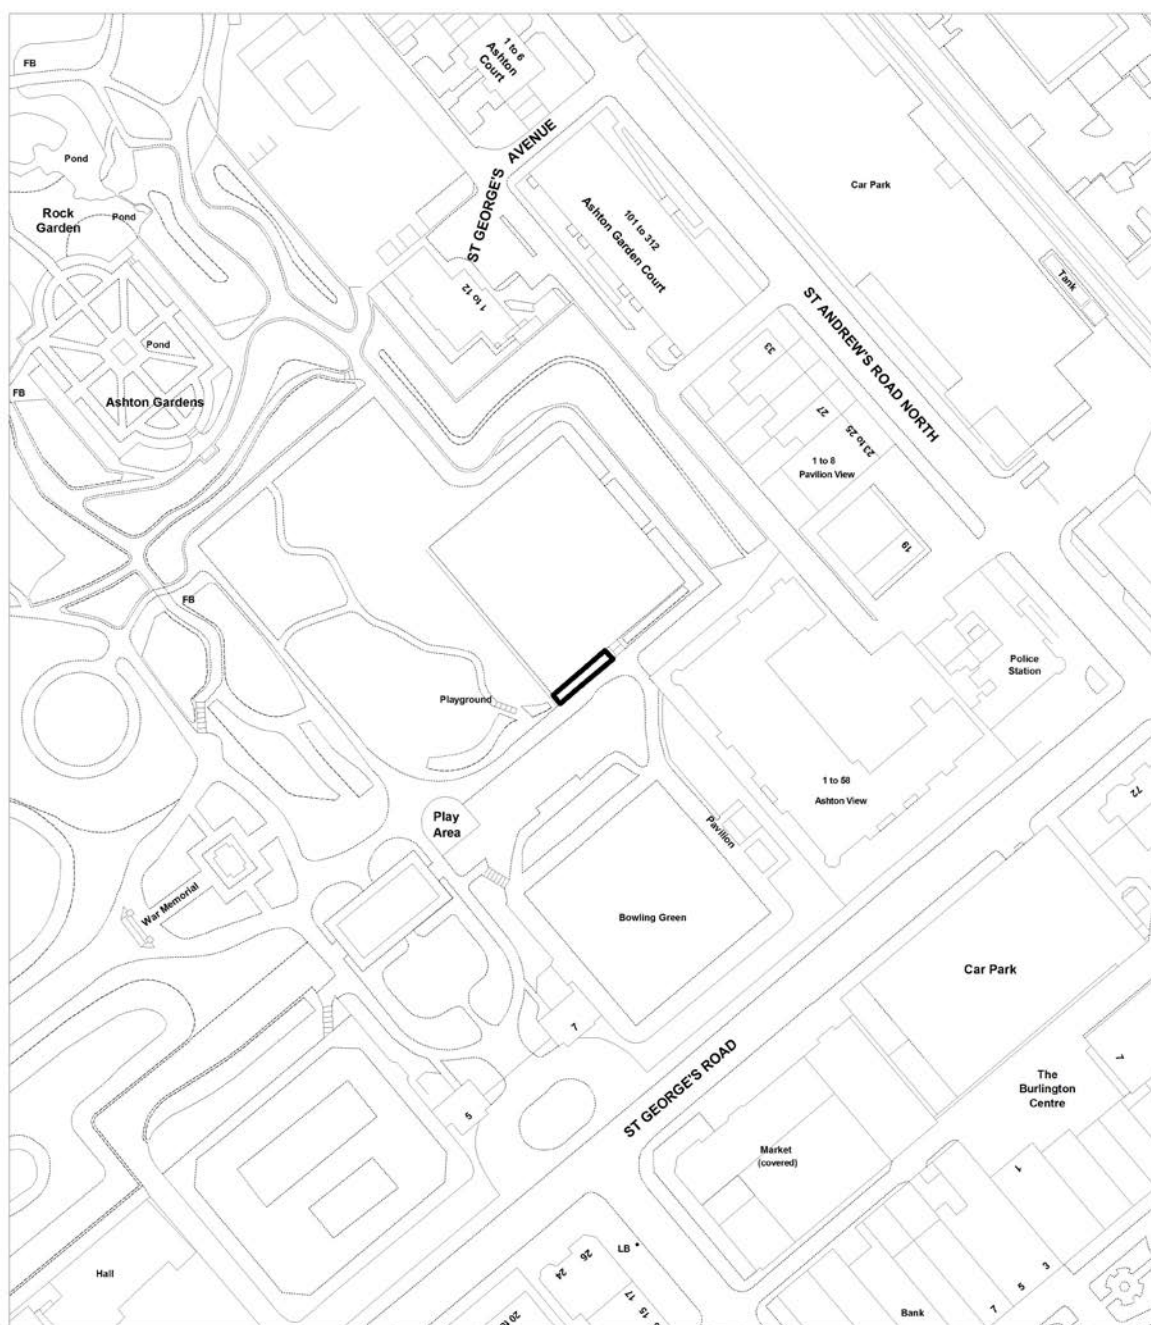 1 to 6
Ashton
Court
FB
ST GEORGE'S AVENUE
Pond
Car Park
Rock
Garden
Pond
101 to 312
Ashton Garden Court
1 to 12
Tank
ST ANDREW'S ROAD NORTH
Pond
33
FB
Ashton Gardens
27
23 to 25
1 to 8
Pavilion View
19
FB
Police
Station
Playground
1 to 58
Ashton View
72
Play
Area
Pavilion
War Memorial
Bowling Green
Car Park
7
ST GEORGE'S ROAD
7
The
Burlington
Centre
5
Market
(covered)
1
LB
26
24
Hall
3
5
7
17
15
Bank